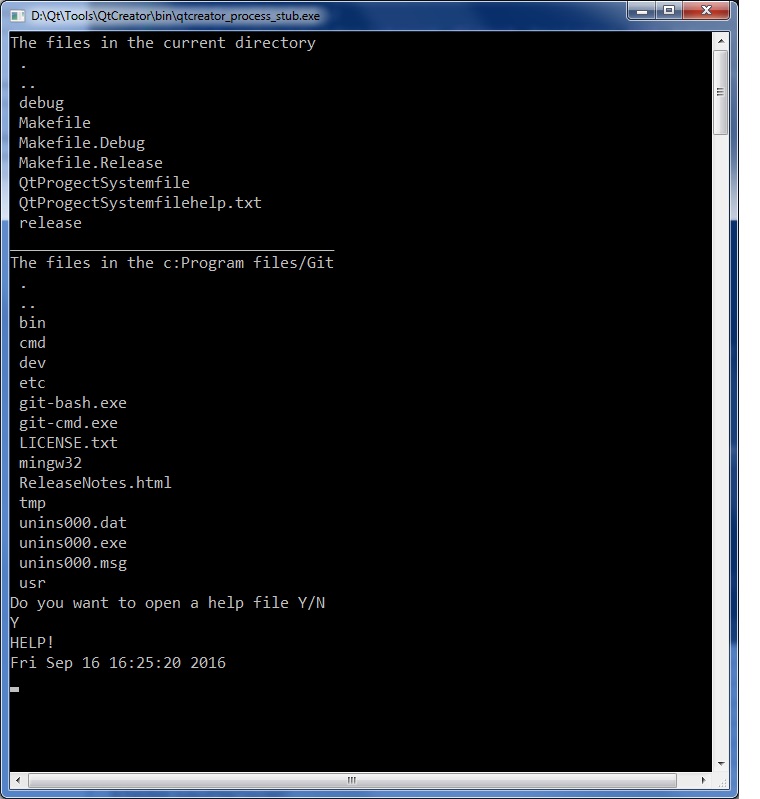 D:\Qt\Tools\QtCreator\bin\qtcreator_process_stub.exe
The files in the current directory
.
..
debug
Makefile
Makefile.Debug
Makefile.Release
QtProgectSystemfile
QtProgectSystemfilehelp.txt
release
____________________________________
The files in the c:Program files/Git
.
..
bin
cmd
dev
etc
git-bash.exe
git-cmd.exe
LICENSE.txt
mingw32
ReleaseNotes.html
tmp
unins000.dat
unins000.exe
unins000.msg
usr
Do you want to open a help file Y/N
Y
HELP!
Fri Sep 16 16:25:20 2016